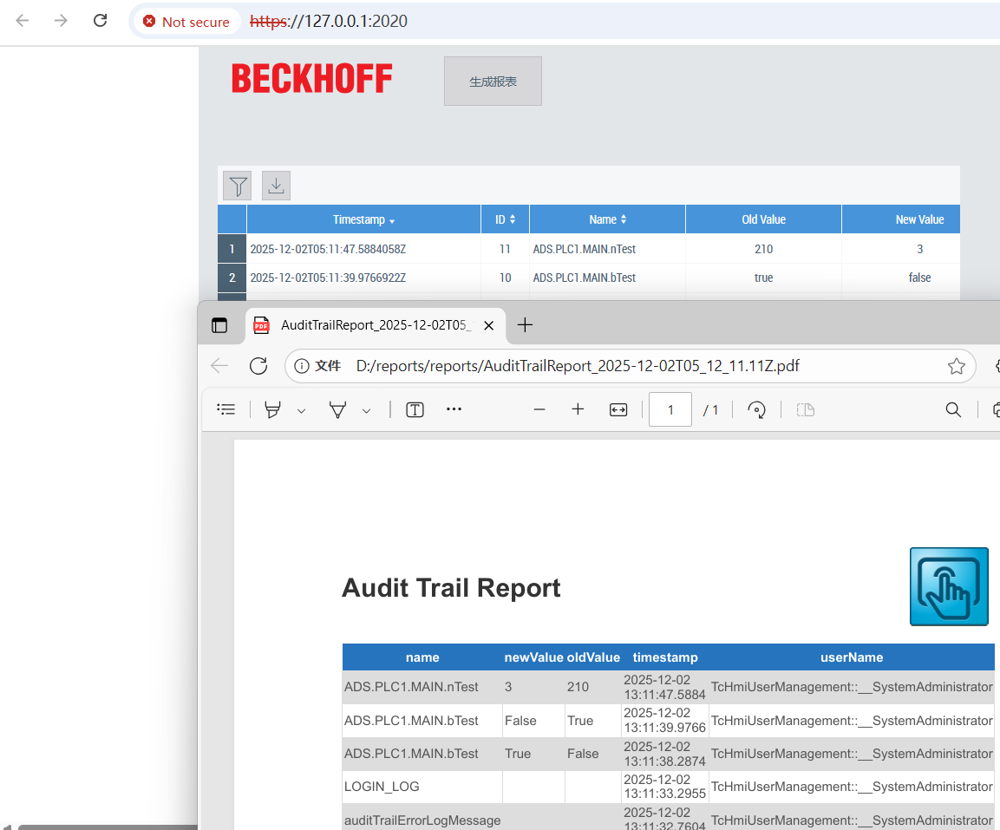 Not secure https://127.0.0.1:2020
BECKHOFF
生成报表
Timestamp ID Name Old Value New Value
1 2025-12-02T05:11:47.5884058Z 11 ADS.PLC1.MAIN.nTest 210 3
2 2025-12-02T05:11:39.9766922Z 10 ADS.PLC1.MAIN.bTest true false
PDF AuditTrailReport_2025-12-02T05_
文件 D:/reports/reports/AuditTrailReport_2025-12-02T05_12_11.11Z.pdf
1 / 1
Audit Trail Report
name newValue oldValue timestamp userName
ADS.PLC1.MAIN.nTest 3 210 2025-12-02
13:11:47.5884 TcHmiUserManagement::__SystemAdministrator
ADS.PLC1.MAIN.bTest False True 2025-12-02
13:11:39.9766 TcHmiUserManagement::__SystemAdministrator
ADS.PLC1.MAIN.bTest True False 2025-12-02
13:11:38.2874 TcHmiUserManagement::__SystemAdministrator
LOGIN_LOG 2025-12-02
13:11:33.2955 TcHmiUserManagement::__SystemAdministrator
auditTrailErrorLogMessage 2025-12-02
13:11:32.7604 TcHmiUserManagement::__SystemAdministrator